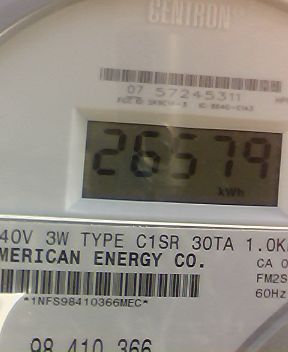 CENTRON®
07 57245311
26579
kWh
40V 3W TYPE C1SR 30TA 1.0K
MERICAN ENERGY CO.
CA 0
FM2S
60Hz
*1NFS98410366MEC*
98 410 366